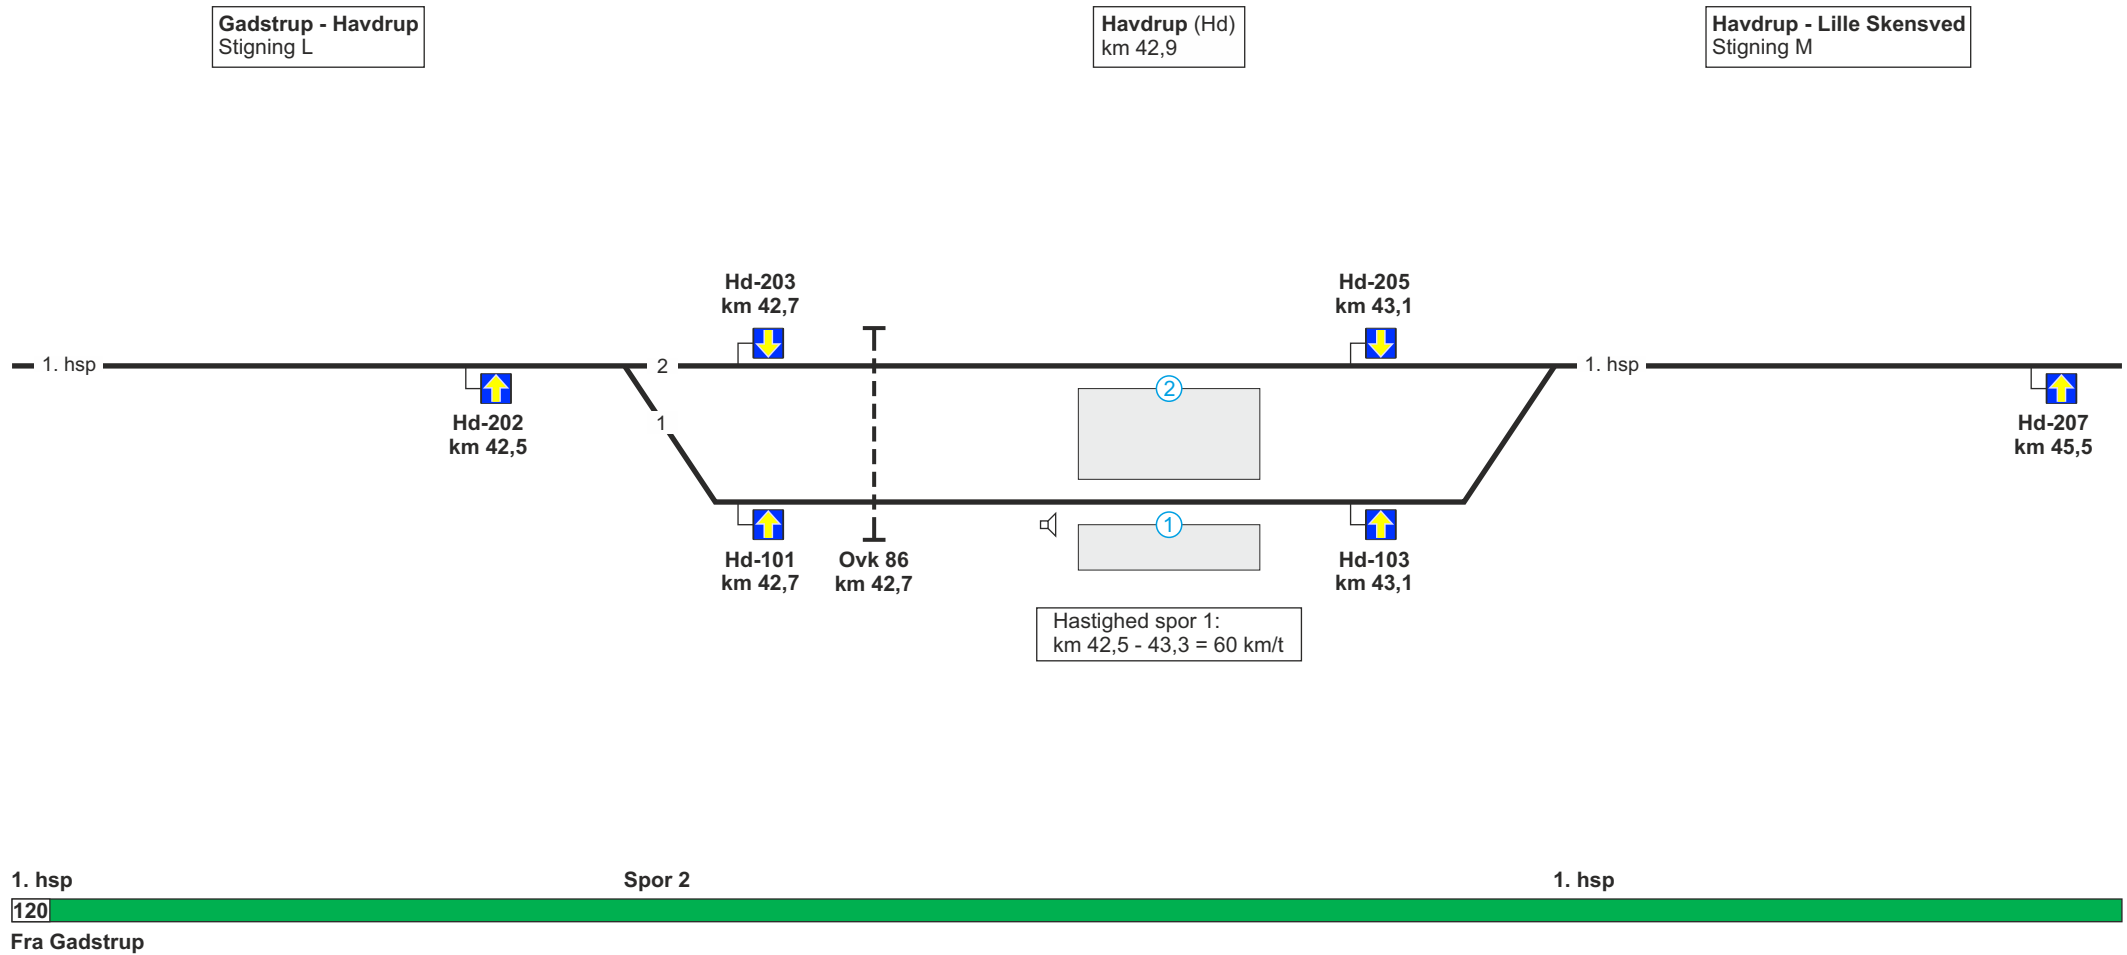 Gadstrup - Havdrup
Stigning L
Havdrup (Hd)
km 42,9
Havdrup - Lille Skensved
Stigning M
Hd-203
km 42,7
Hd-205
km 43,1
1. hsp
2
1. hsp
2
1
Hd-202
km 42,5
Hd-207
km 45,5
1
Hd-101
km 42,7
Ovk 86
km 42,7
Hd-103
km 43,1
Hastighed spor 1:
km 42,5 - 43,3 = 60 km/t
1. hsp
Spor 2
1. hsp
120
Fra Gadstrup